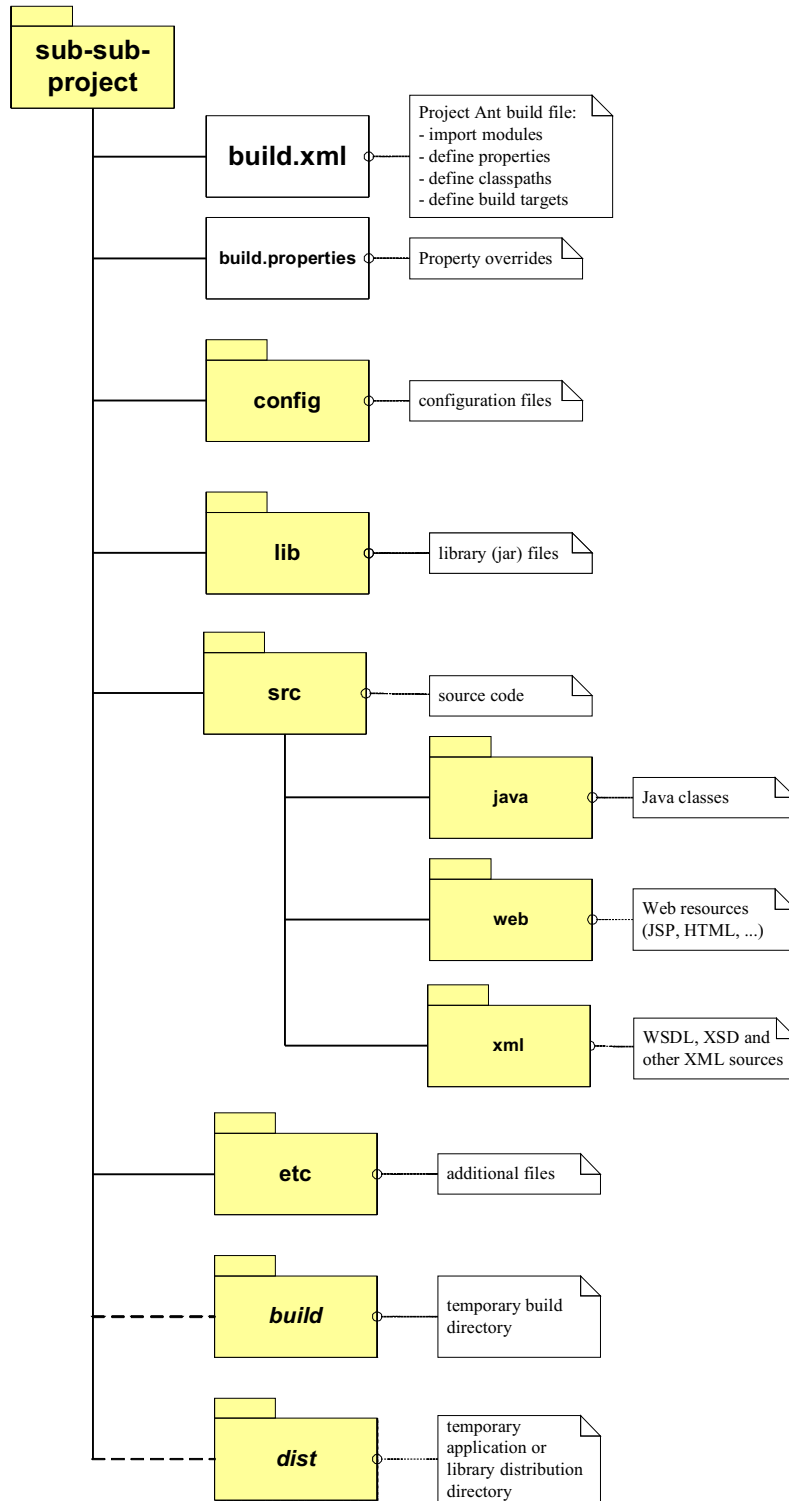 sub-sub-
project
build.xml
Project Ant build file:
- import modules
- define properties
- define classpaths
- define build targets
build.properties
Property overrides
config
configuration files
lib
library (jar) files
src
source code
java
Java classes
web
Web resources
(JSP, HTML, ...)
xml
WSDL, XSD and
other XML sources
etc
additional files
build
temporary build
directory
dist
temporary
application or
library distribution
directory